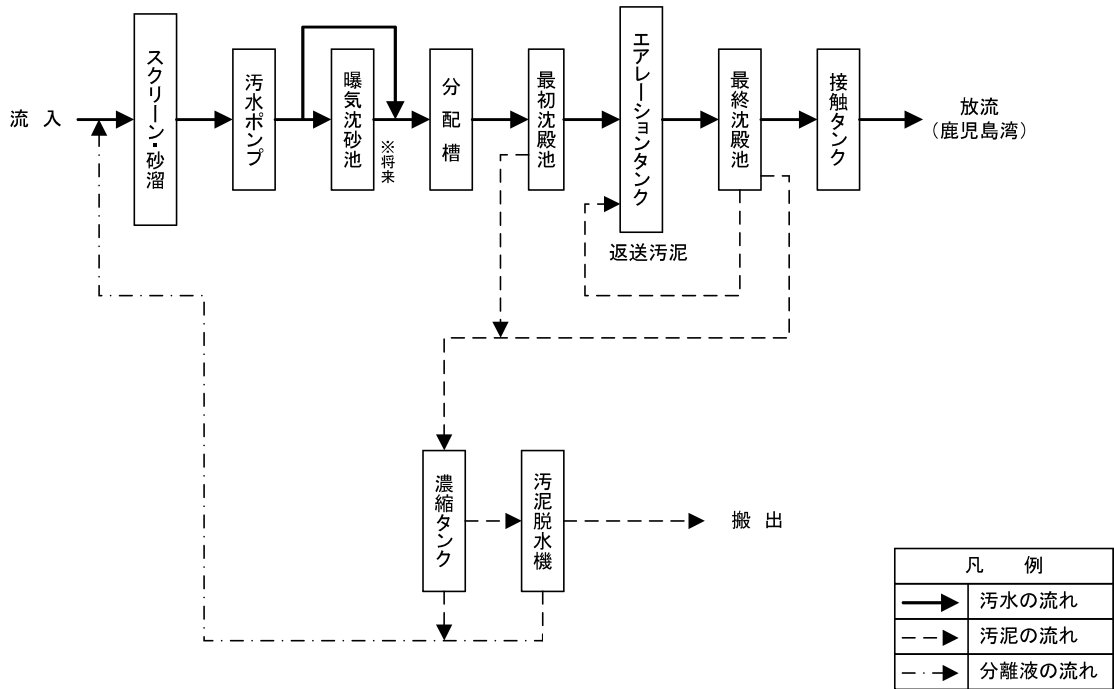 流 入
スクリーン・砂溜
汚水ポンプ
曝気沈砂池
※将来
分配槽
最初沈殿池
エアレーションタンク
最終沈殿池
接触タンク
放流
（鹿児島湾）
返送汚泥
濃縮タンク
汚泥脱水機
搬 出
凡 例
汚水の流れ
汚泥の流れ
分離液の流れ